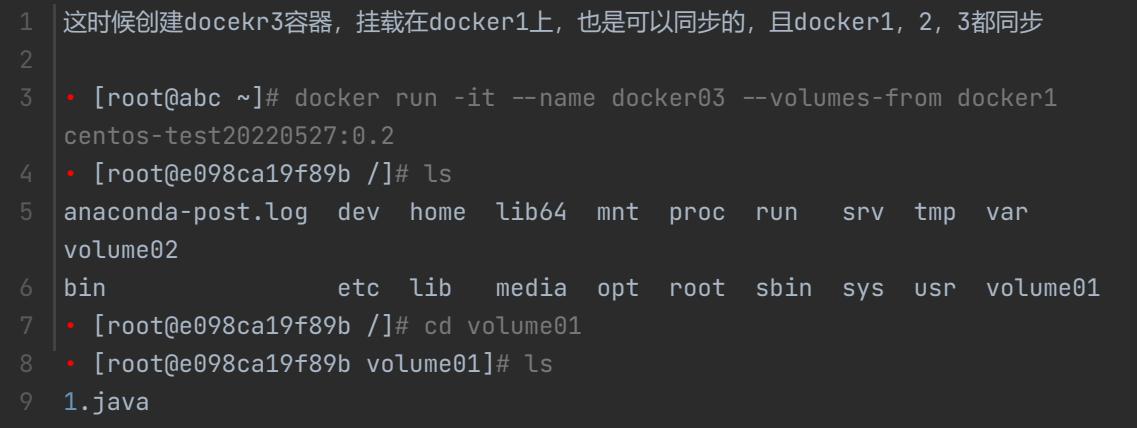 1 这时候创建docekr3容器，挂载在docker1上，也是可以同步的，且docker1，2，3都同步
2
3 • [root@abc ~]# docker run -it --name docker03 --volumes-from docker1
centos-test20220527:0.2
4 • [root@e098ca19f89b /]# ls
5 anaconda-post.log  dev  home  lib64  mnt  proc  run   srv  tmp  var
volume02
6 bin                etc  lib   media  opt  root  sbin  sys  usr  volume01
7 • [root@e098ca19f89b /]# cd volume01
8 • [root@e098ca19f89b volume01]# ls
9 1.java